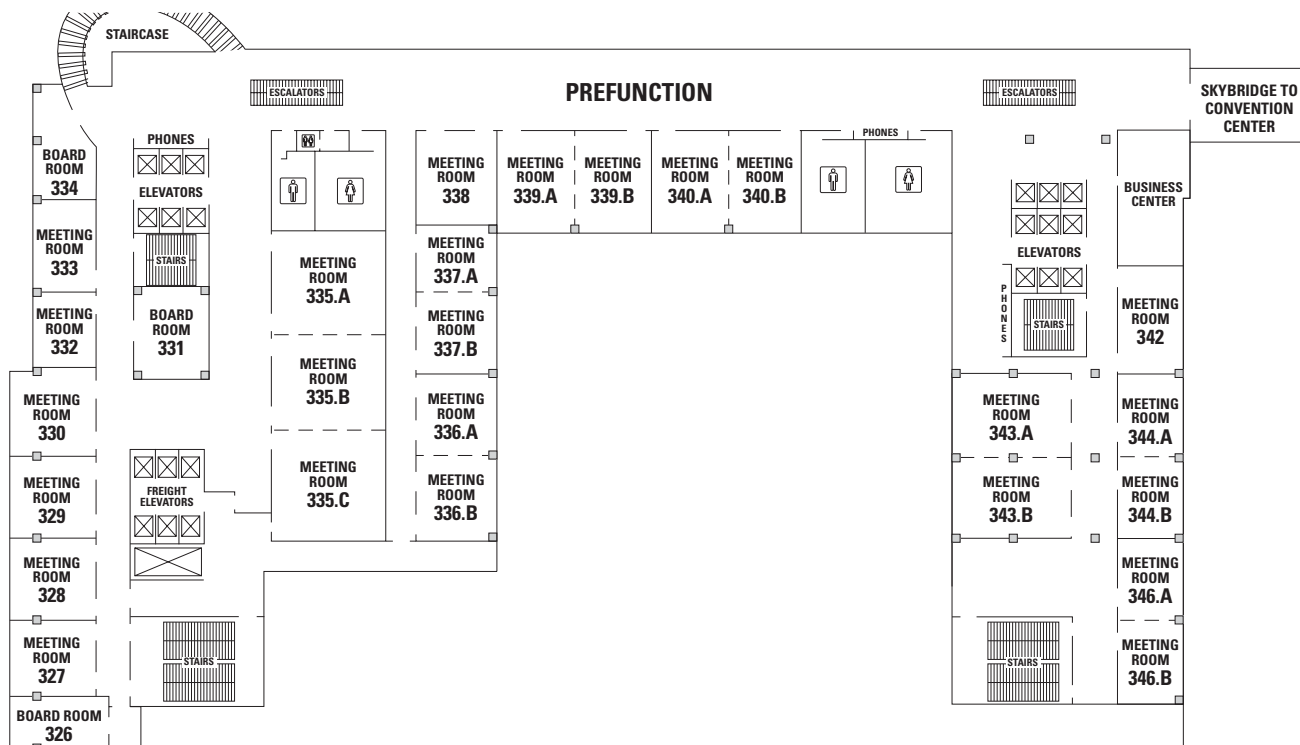 STAIRCASE
ESCALATORS
PREFUNCTION
ESCALATORS
SKYBRIDGE TO
CONVENTION
CENTER
PHONES
ELEVATORS
STAIRS
BOARD
ROOM
334
MEETING
ROOM
333
MEETING
ROOM
332
BOARD
ROOM
331
MEETING
ROOM
330
MEETING
ROOM
329
MEETING
ROOM
328
MEETING
ROOM
327
BOARD ROOM
326
FREIGHT
ELEVATORS
STAIRS
MEETING
ROOM
335.A
MEETING
ROOM
335.B
MEETING
ROOM
335.C
MEETING
ROOM
338
MEETING
ROOM
337.A
MEETING
ROOM
337.B
MEETING
ROOM
336.A
MEETING
ROOM
336.B
MEETING
ROOM
339.A
MEETING
ROOM
339.B
MEETING
ROOM
340.A
MEETING
ROOM
340.B
PHONES
ELEVATORS
PHONES
STAIRS
BUSINESS
CENTER
MEETING
ROOM
342
MEETING
ROOM
343.A
MEETING
ROOM
343.B
MEETING
ROOM
344.A
MEETING
ROOM
344.B
MEETING
ROOM
346.A
MEETING
ROOM
346.B
STAIRS